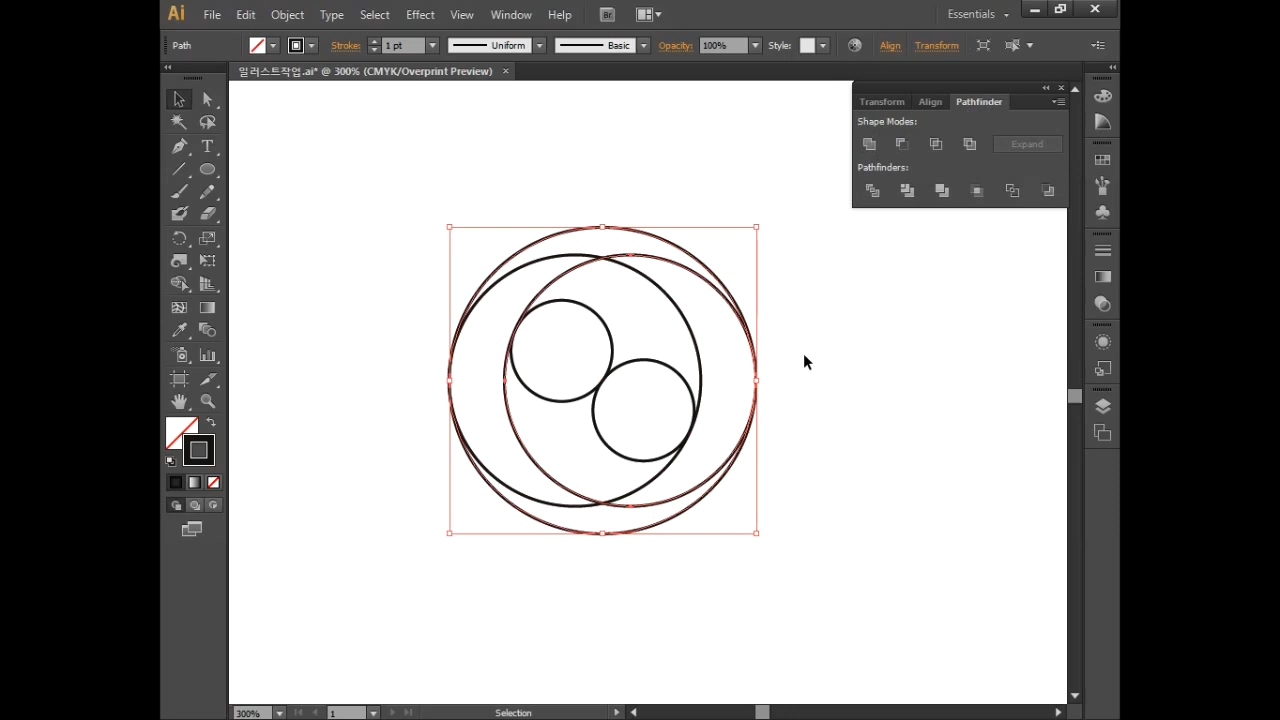 Ai File Edit Object Type Select Effect View Window Help Br Essentials
Path Stroke: 1 pt Uniform Basic Opacity: 100% Style: Align Transform
일러스트작업.ai* @ 300% (CMYK/Overprint Preview)
Transform Align Pathfinder
Shape Modes:
Expand
Pathfinders:
T
300% 1 Selection